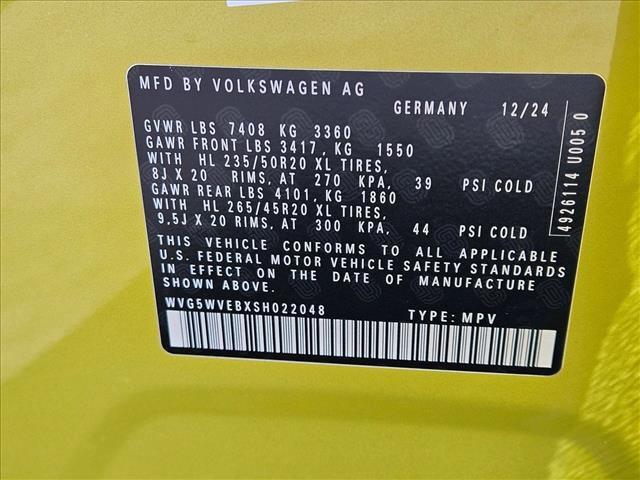 MFD BY VOLKSWAGEN AG
GERMANY 12/24
GVWR LBS 7408 KG 3360
GAWR FRONT LBS 3417, KG 1550
WITH HL 235/50R20 XL TIRES,
8J X 20 RIMS, AT 270 KPA, 39 PSI COLD
GAWR REAR LBS 4101, KG 1860
WITH HL 265/45R20 XL TIRES,
9,5J X 20 RIMS, AT 300 KPA, 44 PSI COLD
THIS VEHICLE CONFORMS TO ALL APPLICABLE
U.S. FEDERAL MOTOR VEHICLE SAFETY STANDARDS
IN EFFECT ON THE DATE OF MANUFACTURE
SHOWN ABOVE.
WVG5WVEBXSH022048 TYPE: MPV
4926114 U005 0